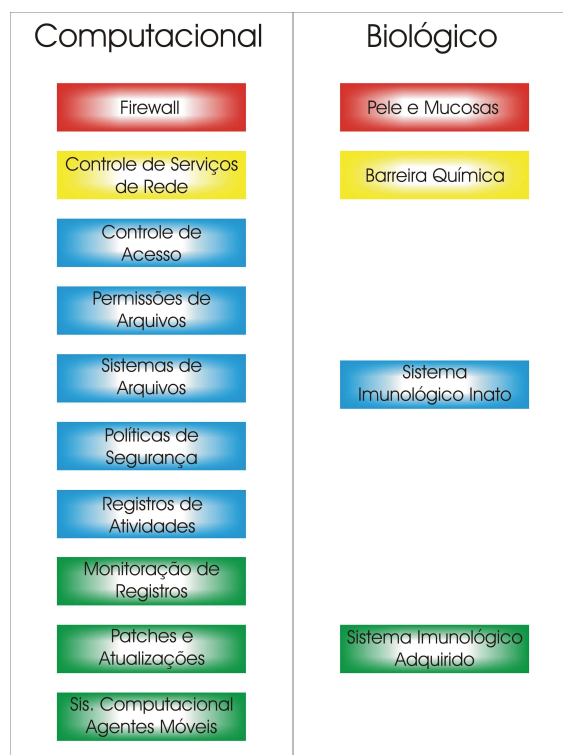 Computacional
Biológico
Firewall
Pele e Mucosas
Controle de Serviços
de Rede
Barreira Química
Controle de
Acesso
Permissões de
Arquivos
Sistemas de
Arquivos
Sistema
Imunológico Inato
Políticas de
Segurança
Registros de
Atividades
Monitoração de
Registros
Patches e
Atualizações
Sistema Imunológico
Adquirido
Sis. Computacional
Agentes Móveis